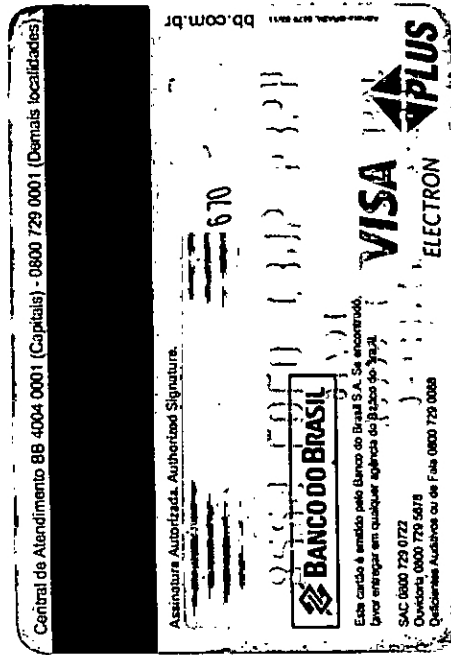 Central de Atendimento BB 4004 0001 (Capitais) - 0800 729 0001 (Demais localidades)
Assinatura Autorizada. Authorized Signature.
bb.com.br
670
BANCO DO BRASIL
Este cartão é emitido pelo Banco do Brasil S.A. Se encontrado,
favor entregar em qualquer agência do Banco do Brasil.
SAC 0800 729 0722
Ouvidoria 0800 729 5678
Deficientes Auditivos ou de Fala 0800 729 0088
VISA
ELECTRON
PLUS